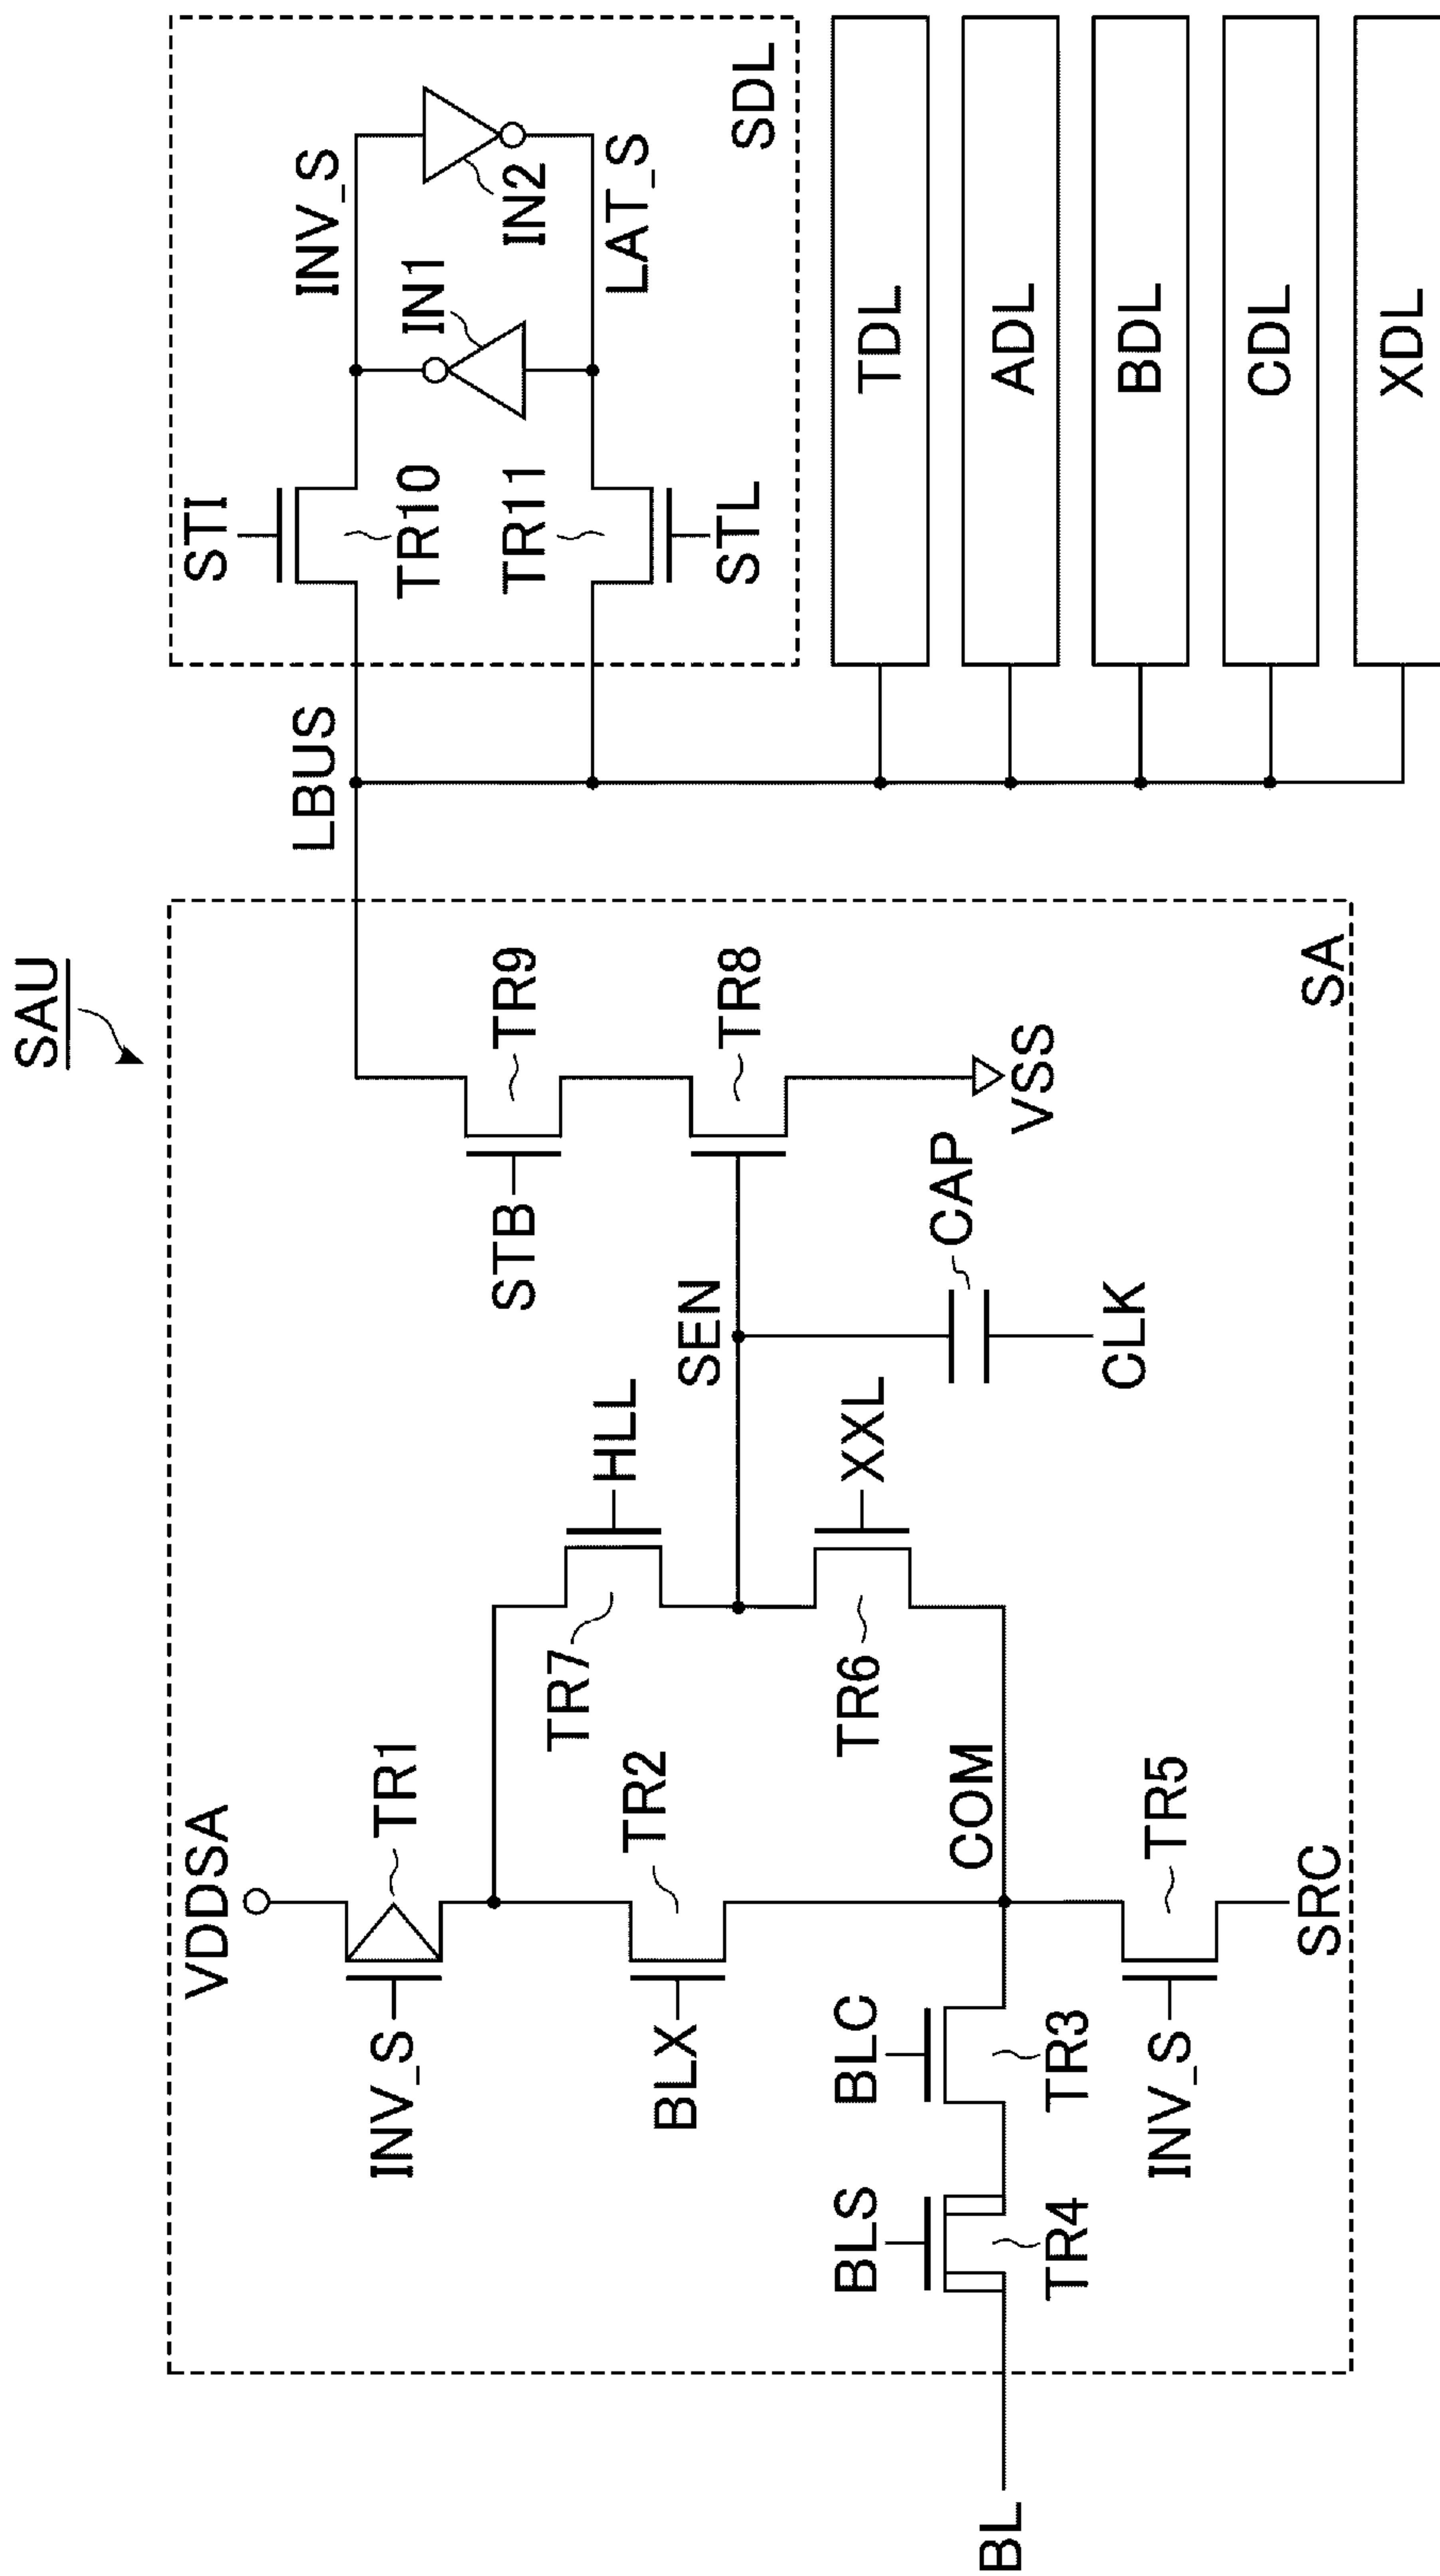 SAU
VDDSA
INV_S
TR1
BLX
TR2
TR7
HLL
SEN
STB
TR9
TR8
LBUS
XXL
TR6
COM
CAP
CLK
VSS
BL
BLS
TR4
BLC
TR3
INV_S
TR5
SRC
SA
STI
TR10
TR11
STL
INV_S
IN1
IN2
LAT_S
SDL
TDL
ADL
BDL
CDL
XDL